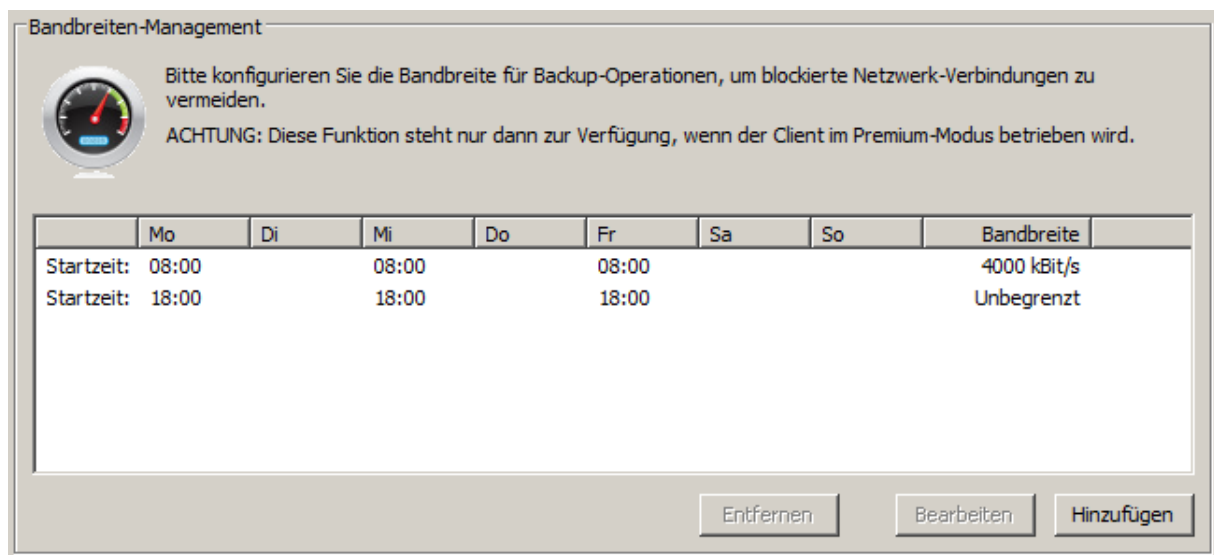 Bandbreiten-Management
Bitte konfigurieren Sie die Bandbreite für Backup-Operationen, um blockierte Netzwerk-Verbindungen zu
vermeiden.
ACHTUNG: Diese Funktion steht nur dann zur Verfügung, wenn der Client im Premium-Modus betrieben wird.
Mo Di Mi Do Fr Sa So Bandbreite
Startzeit: 08:00 08:00 08:00 4000 kBit/s
Startzeit: 18:00 18:00 18:00 Unbegrenzt
Entfernen Bearbeiten Hinzufügen